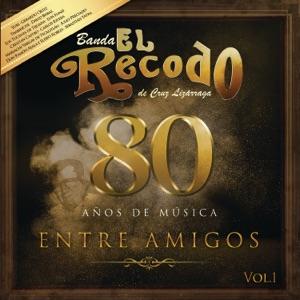 Banda EL
RECODO
de Cruz Lizárraga
80
AÑOS DE MÚSICA
ENTRE AMIGOS
VOL.1